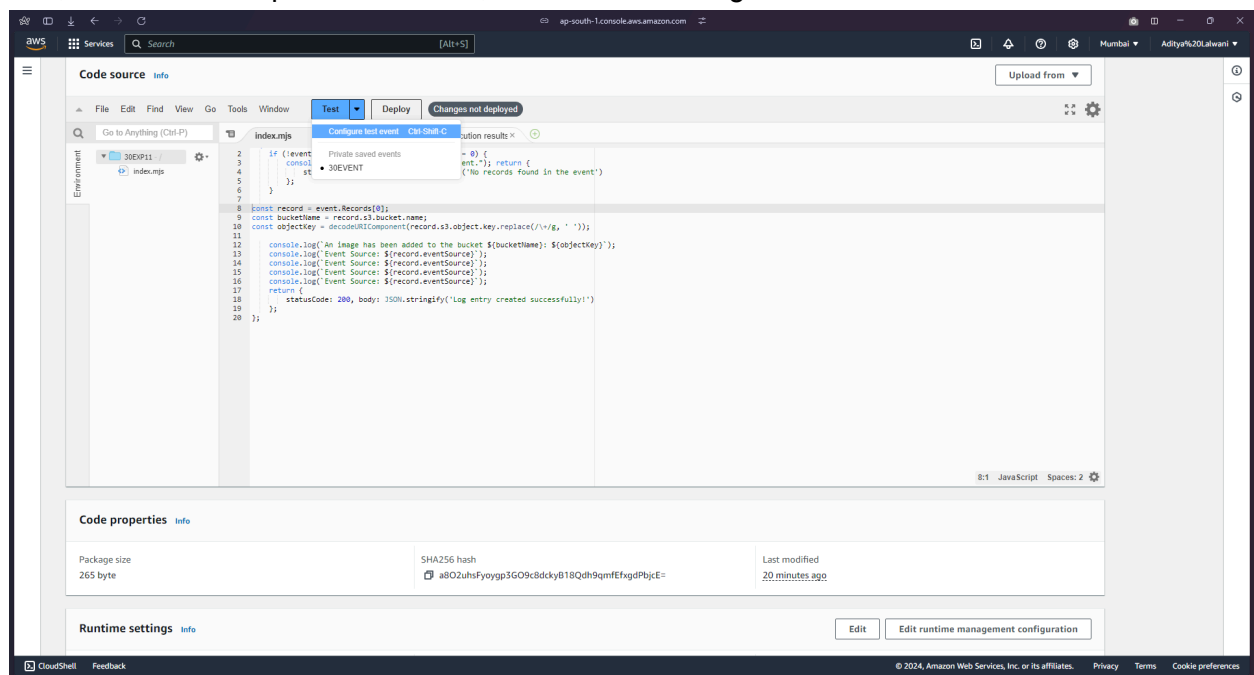 ap-south-1.console.aws.amazon.com
aws Services Search [Alt+S] Mumbai ▼ Aditya%20Lalwani ▼
Code source Info
Upload from ▼
File Edit Find View Go Tools Window Test Deploy Changes not deployed
Go to Anything (Ctrl-P)
index.mjs
cution results ×
Configure test event Ctrl-Shift-C
Private saved events
• 30EVENT
Environment
30EXP11 - /
index.mjs
2 if (!event = 0) {
3 consol ent."); return {
4 st ('No records found in the event')
5 };
6 }
7
8 const record = event.Records[0];
9 const bucketName = record.s3.bucket.name;
10 const objectKey = decodeURIComponent(record.s3.object.key.replace(/\+/g, ' '));
11
12 console.log(`An image has been added to the bucket ${bucketName}: ${objectKey}`);
13 console.log(`Event Source: ${record.eventSource}`);
14 console.log(`Event Source: ${record.eventSource}`);
15 console.log(`Event Source: ${record.eventSource}`);
16 console.log(`Event Source: ${record.eventSource}`);
17 return {
18 statusCode: 200, body: JSON.stringify('Log entry created successfully!')
19 };
20 };
8:1 JavaScript Spaces: 2
Code properties Info
Package size
265 byte
SHA256 hash
a8O2uhsFyoygp3GO9c8dckyB18Qdh9qmfEfxgdPbjcE=
Last modified
20 minutes ago
Runtime settings Info
Edit
Edit runtime management configuration
CloudShell Feedback © 2024, Amazon Web Services, Inc. or its affiliates. Privacy Terms Cookie preferences